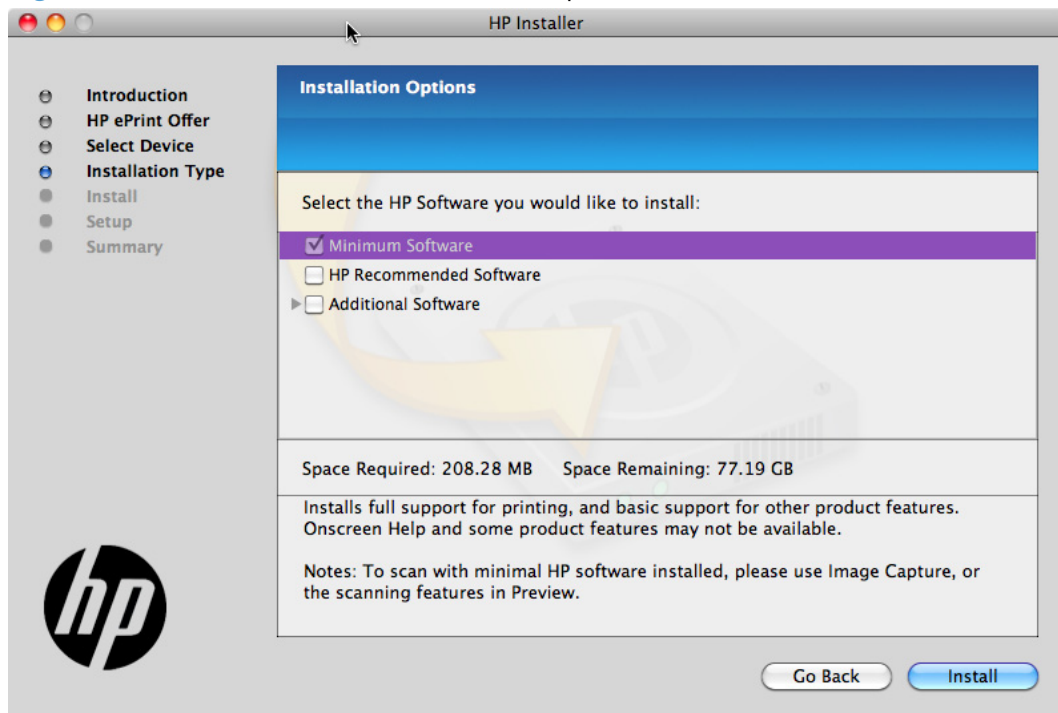 HP Installer
Introduction
HP ePrint Offer
Select Device
Installation Type
Install
Setup
Summary
Installation Options
Select the HP Software you would like to install:
Minimum Software
HP Recommended Software
Additional Software
Space Required: 208.28 MB Space Remaining: 77.19 GB
Installs full support for printing, and basic support for other product features.
Onscreen Help and some product features may not be available.
Notes: To scan with minimal HP software installed, please use Image Capture, or
the scanning features in Preview.
hp
Go Back
Install